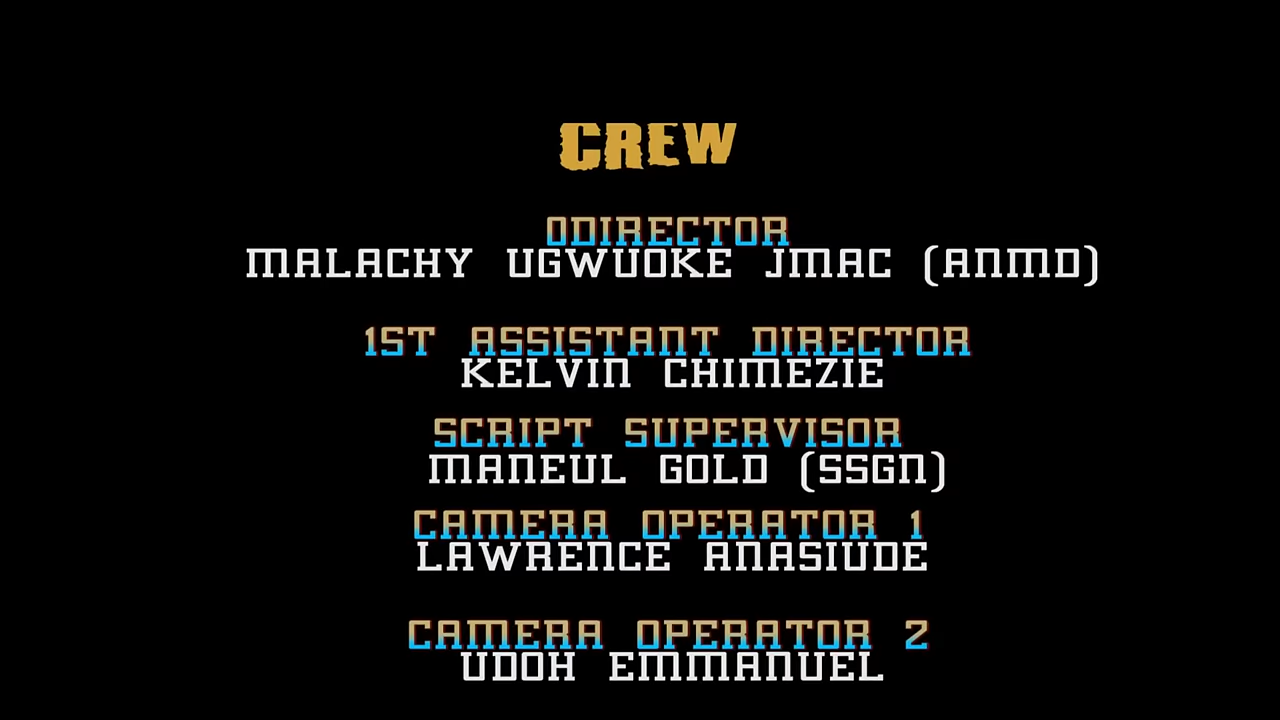 CREW
ODIRECTOR
MALACHY UGWUOKE JMAC (ANMD)
1ST ASSISTANT DIRECTOR
KELVIN CHIMEZIE
SCRIPT SUPERVISOR
MANEUL GOLD (SSGN)
CAMERA OPERATOR 1
LAWRENCE ANASIUDE
CAMERA OPERATOR 2
UDOH EMMANUEL